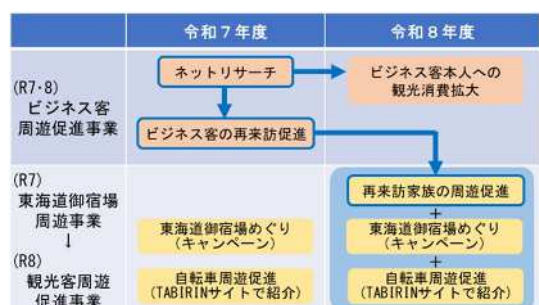 令和7年度
令和8年度
(R7・8)
ビジネス客
周遊促進事業
ネットリサーチ
ビジネス客本人への
観光消費拡大
ビジネス客の再来訪促進
(R7)
東海道御宿場
周遊事業
↓
(R8)
観光客周遊
促進事業
東海道御宿場めぐり
(キャンペーン)
自転車周遊促進
(TABIRINサイトで紹介)
再来訪家族の周遊促進
+
東海道御宿場めぐり
(キャンペーン)
+
自転車周遊促進
(TABIRINサイトで紹介)